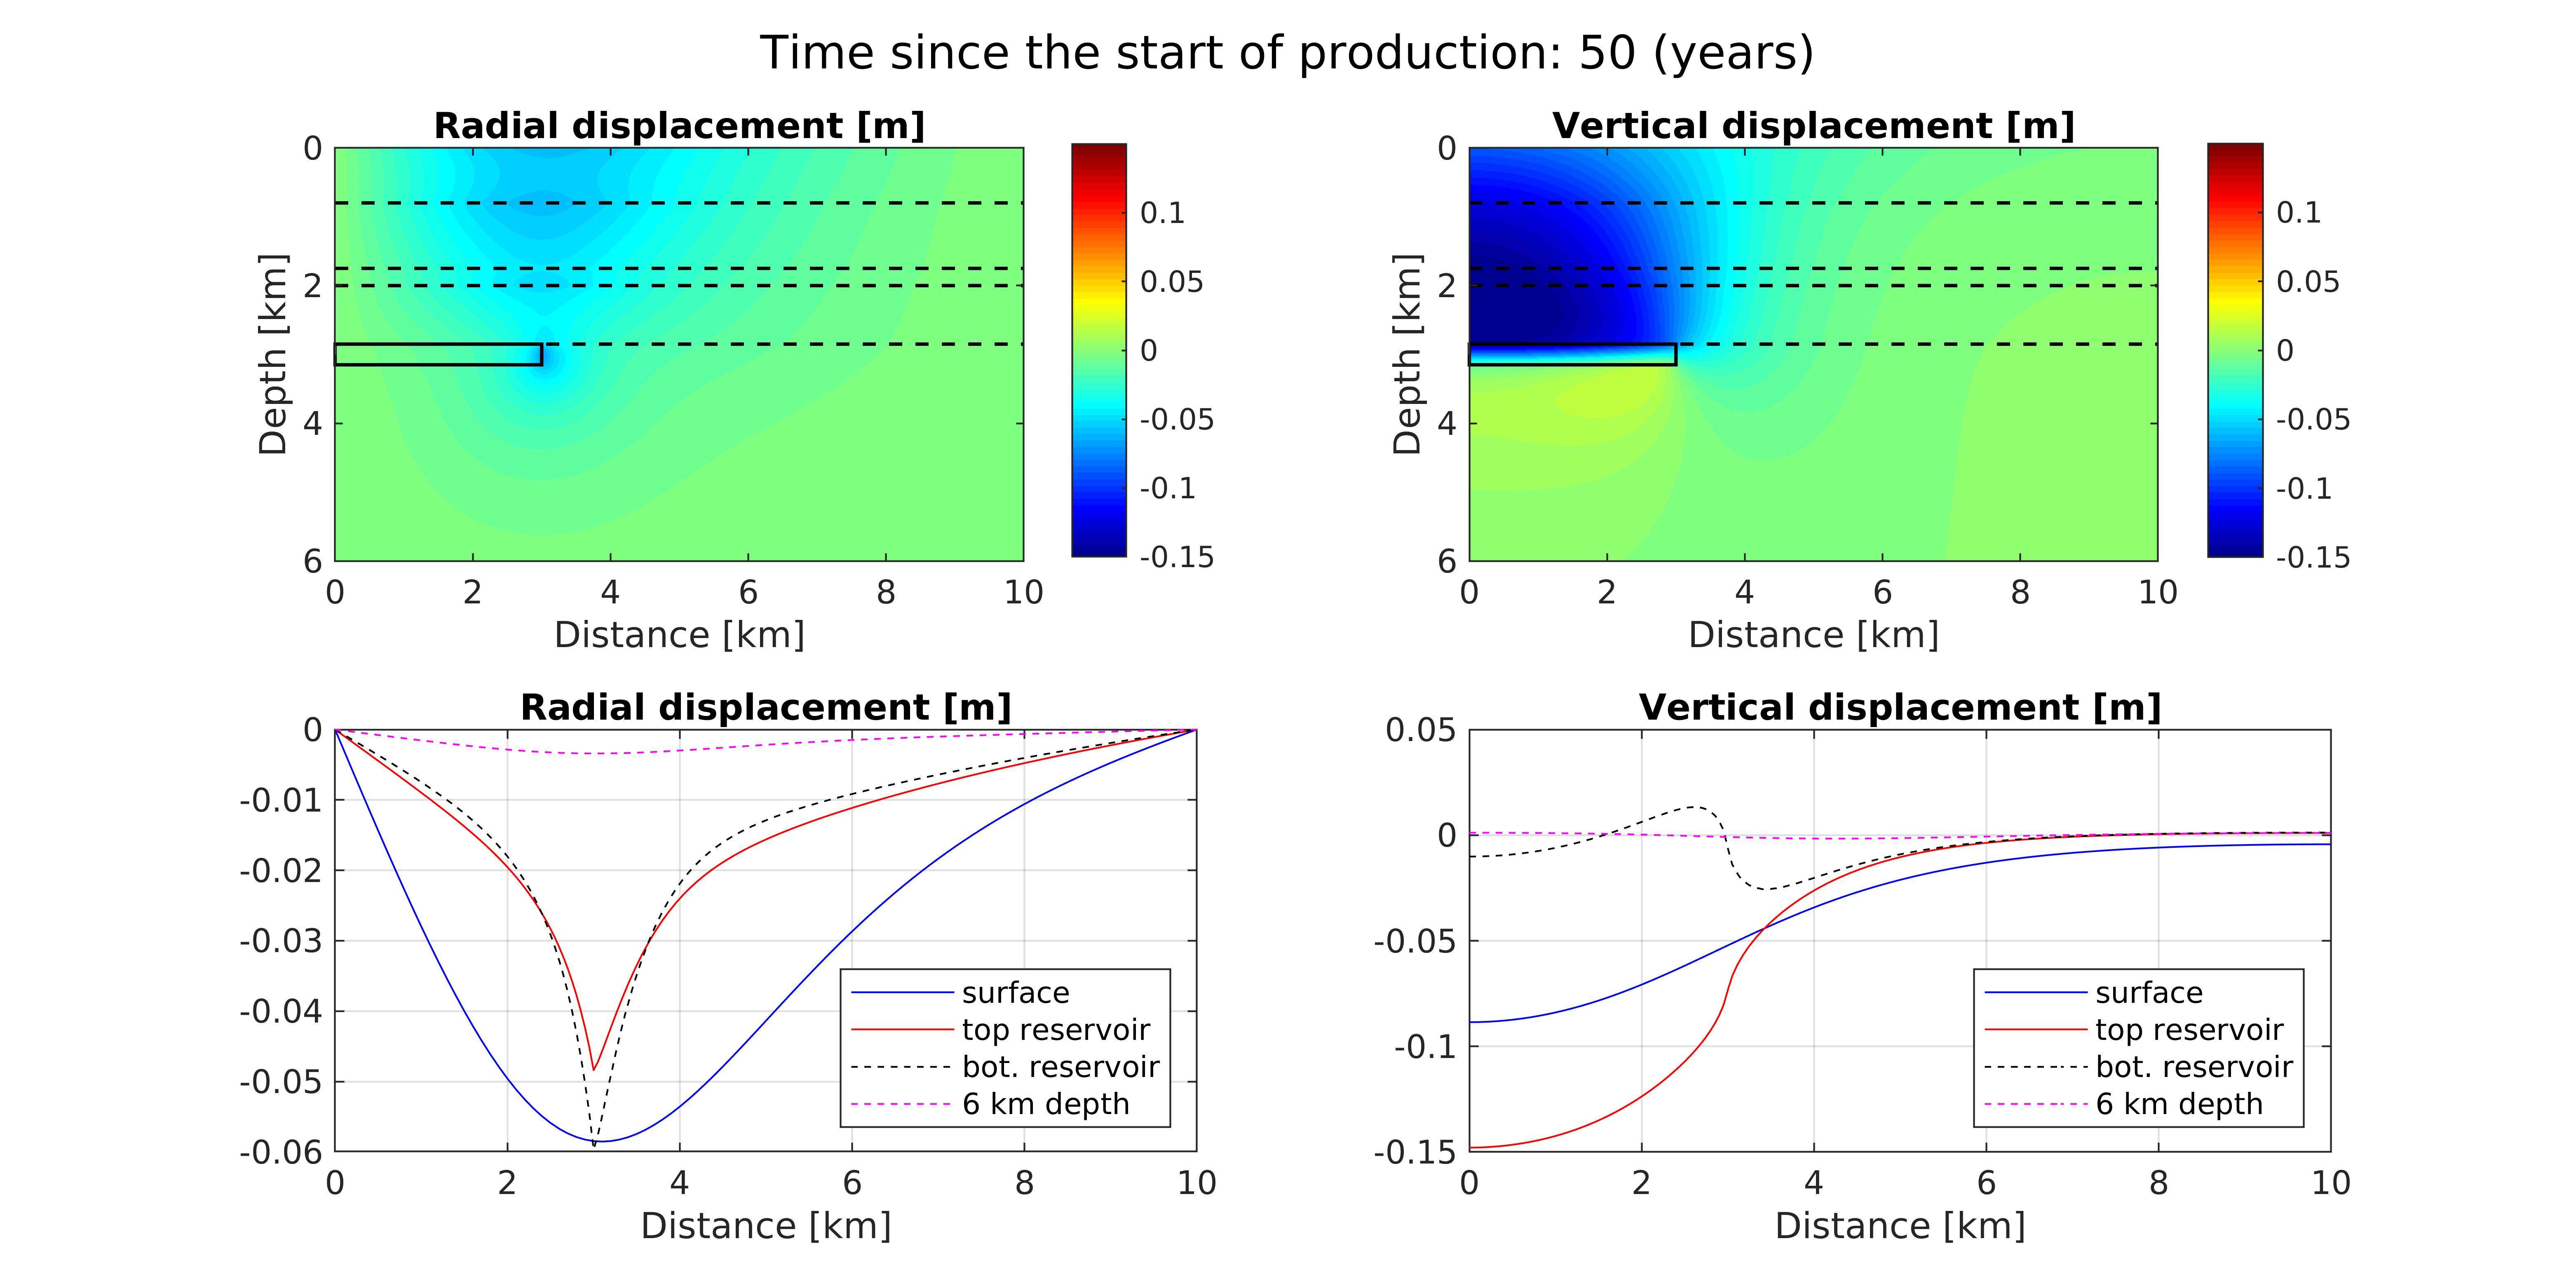 Time since the start of production: 50 (years)
Radial displacement [m]
0
2
4
6
Depth [km]
0 2 4 6 8 10
Distance [km]
0.1
0.05
0
-0.05
-0.1
-0.15
Vertical displacement [m]
0
2
4
6
Depth [km]
0 2 4 6 8 10
Distance [km]
0.1
0.05
0
-0.05
-0.1
-0.15
Radial displacement [m]
0
-0.01
-0.02
-0.03
-0.04
-0.05
-0.06
0 2 4 6 8 10
Distance [km]
surface
top reservoir
bot. reservoir
6 km depth
Vertical displacement [m]
0.05
0
-0.05
-0.1
-0.15
0 2 4 6 8 10
Distance [km]
surface
top reservoir
bot. reservoir
6 km depth